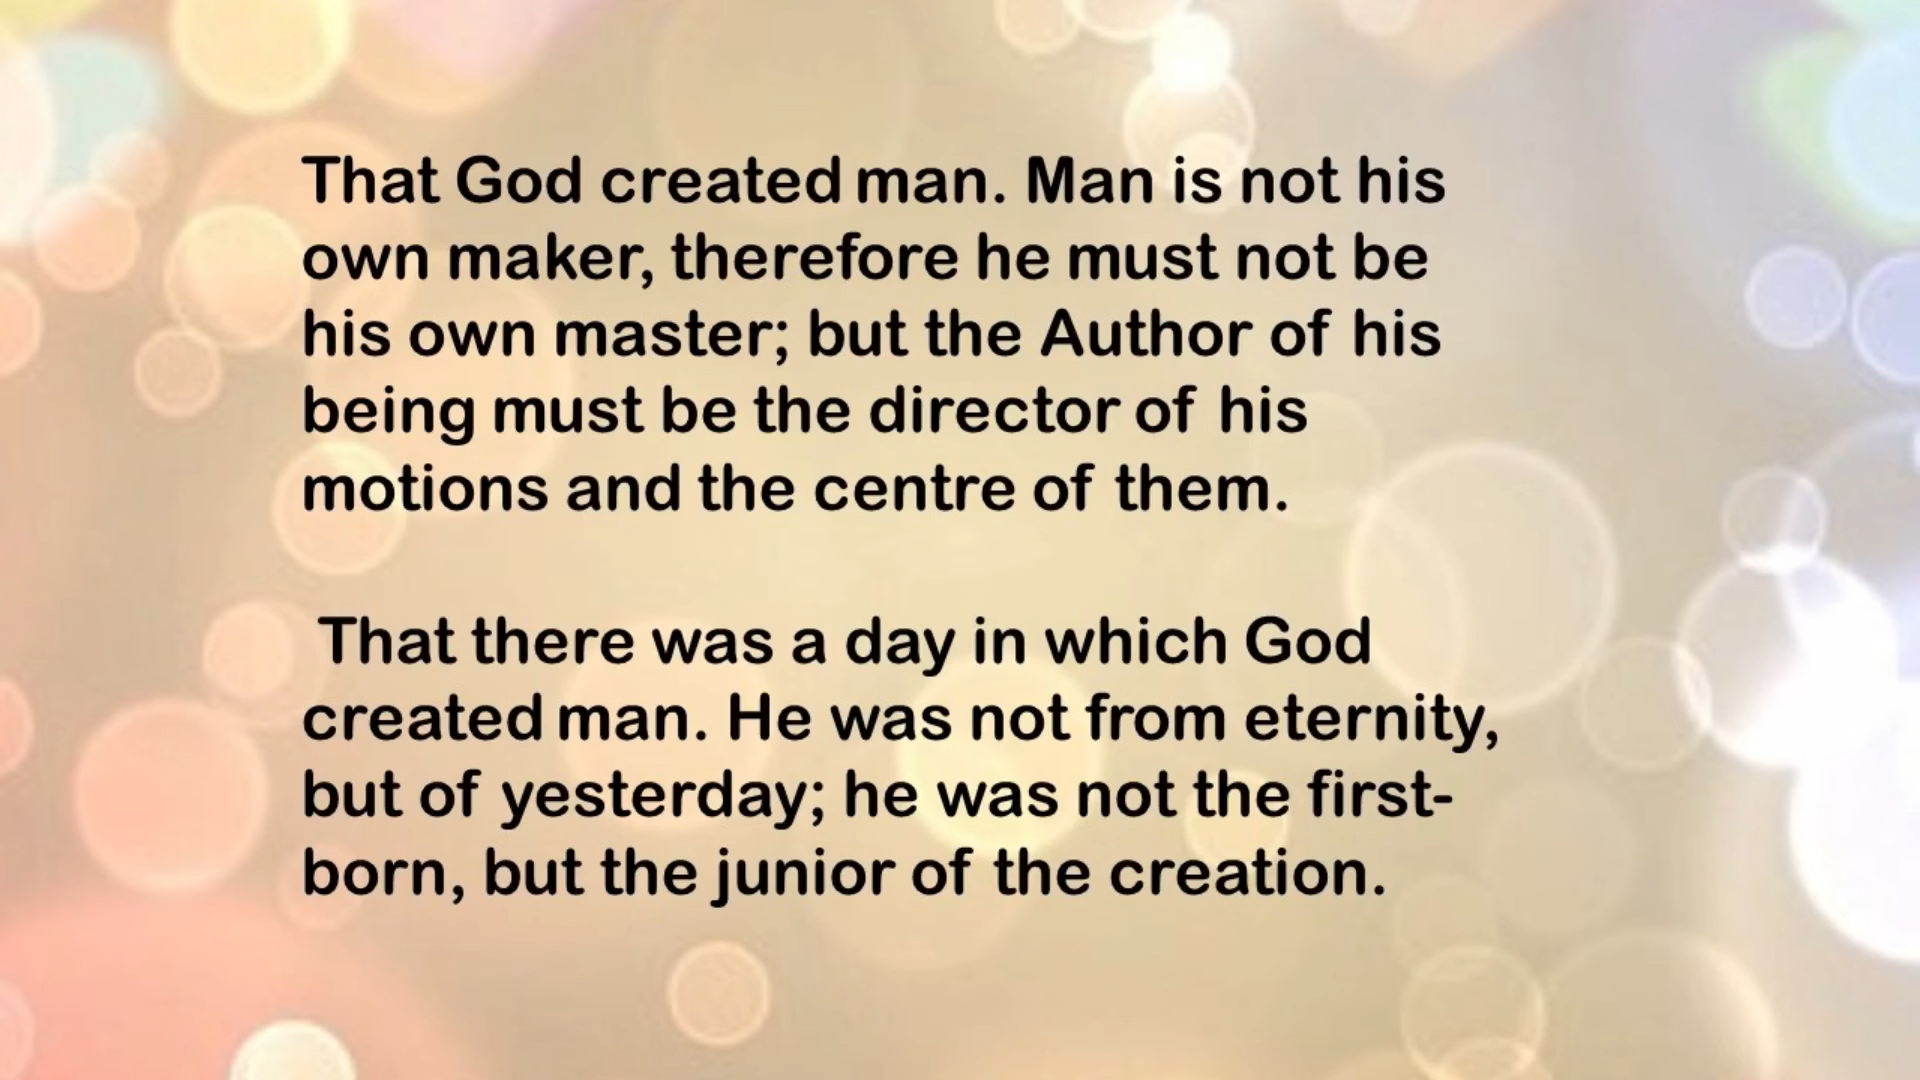 That God created man. Man is not his
own maker, therefore he must not be
his own master; but the Author of his
being must be the director of his
motions and the centre of them.
That there was a day in which God
created man. He was not from eternity,
but of yesterday; he was not the first-
born, but the junior of the creation.